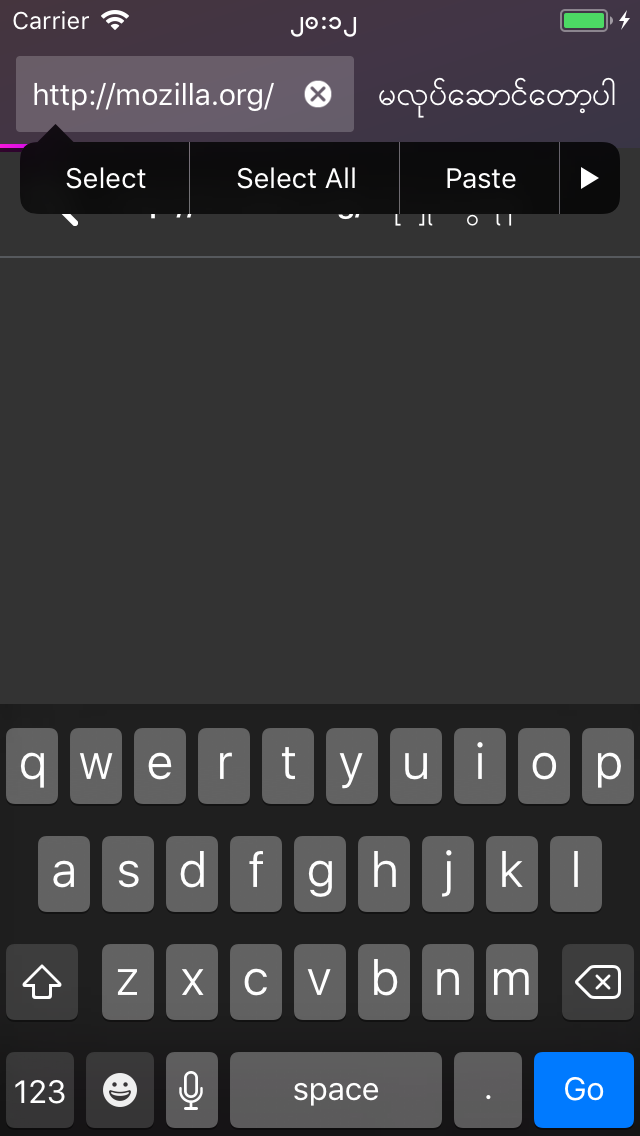 Carrier ၂၀:၁၂
http://mozilla.org/ မလုပ်ဆောင်တော့ပါ
Select Select All Paste
q w e r t y u i o p
a s d f g h j k l
z x c v b n m
123 space . Go